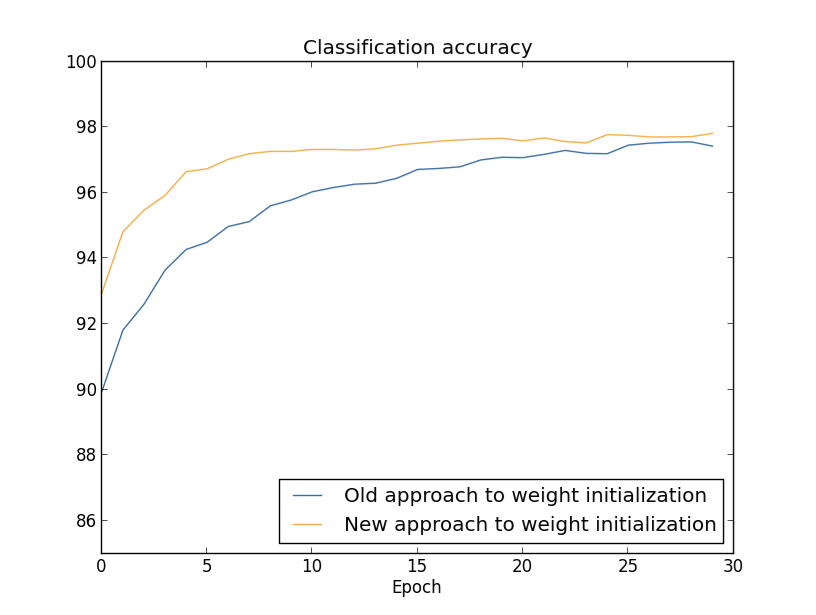 Classification accuracy
100
98
96
94
92
90
88
86
Old approach to weight initialization
New approach to weight initialization
0 5 10 15 20 25 30
Epoch